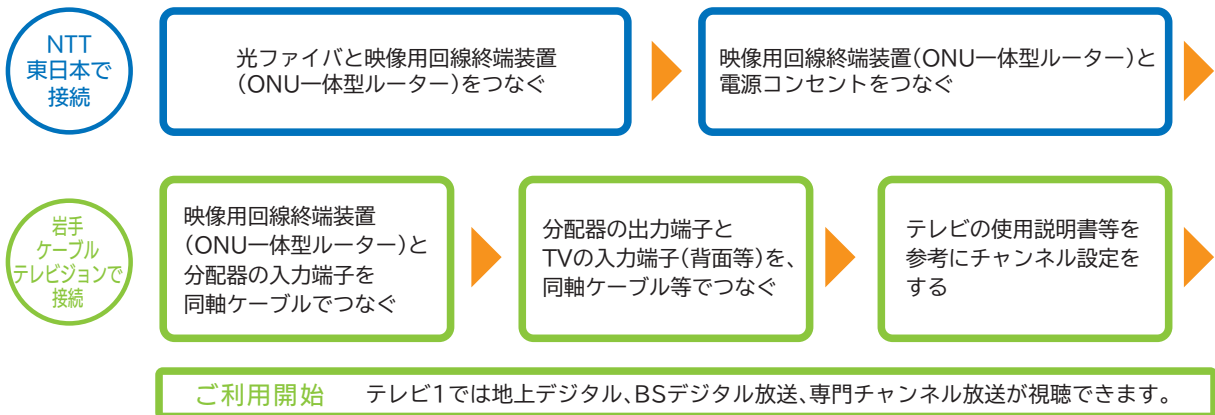 NTT
東日本で
接続
光ファイバと映像用回線終端装置
(ONU一体型ルーター)をつなぐ
映像用回線終端装置(ONU一体型ルーター)と
電源コンセントをつなぐ
岩手
ケーブル
テレビジョンで
接続
映像用回線終端装置
(ONU一体型ルーター)と
分配器の入力端子を
同軸ケーブルでつなぐ
分配器の出力端子と
TVの入力端子(背面等)を、
同軸ケーブル等でつなぐ
テレビの使用説明書等を
参考にチャンネル設定を
する
ご利用開始 テレビ1では地上デジタル、BSデジタル放送、専門チャンネル放送が視聴できます。